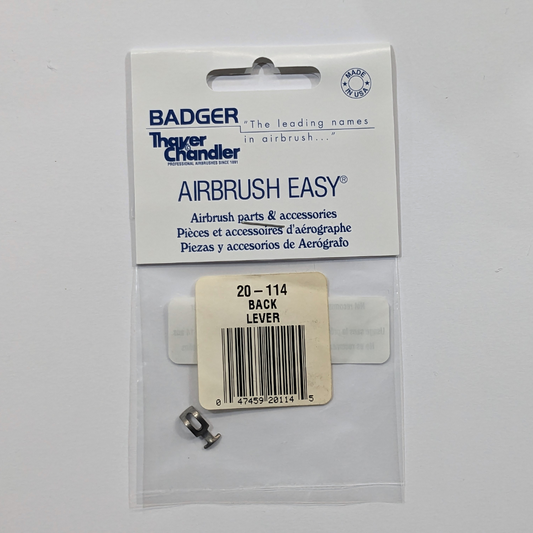 MADE
IN USA
BADGER
Thayer &
Chandler
PROFESSIONAL AIRBRUSHES SINCE 1891
"The leading names
in airbrush..."
AIRBRUSH EASY®
Airbrush parts & accessories
Pièces et accessoires d'aérographe
Piezas y accesorios de Aerógrafo
20-114
BACK
LEVER
0 47459 20114 5